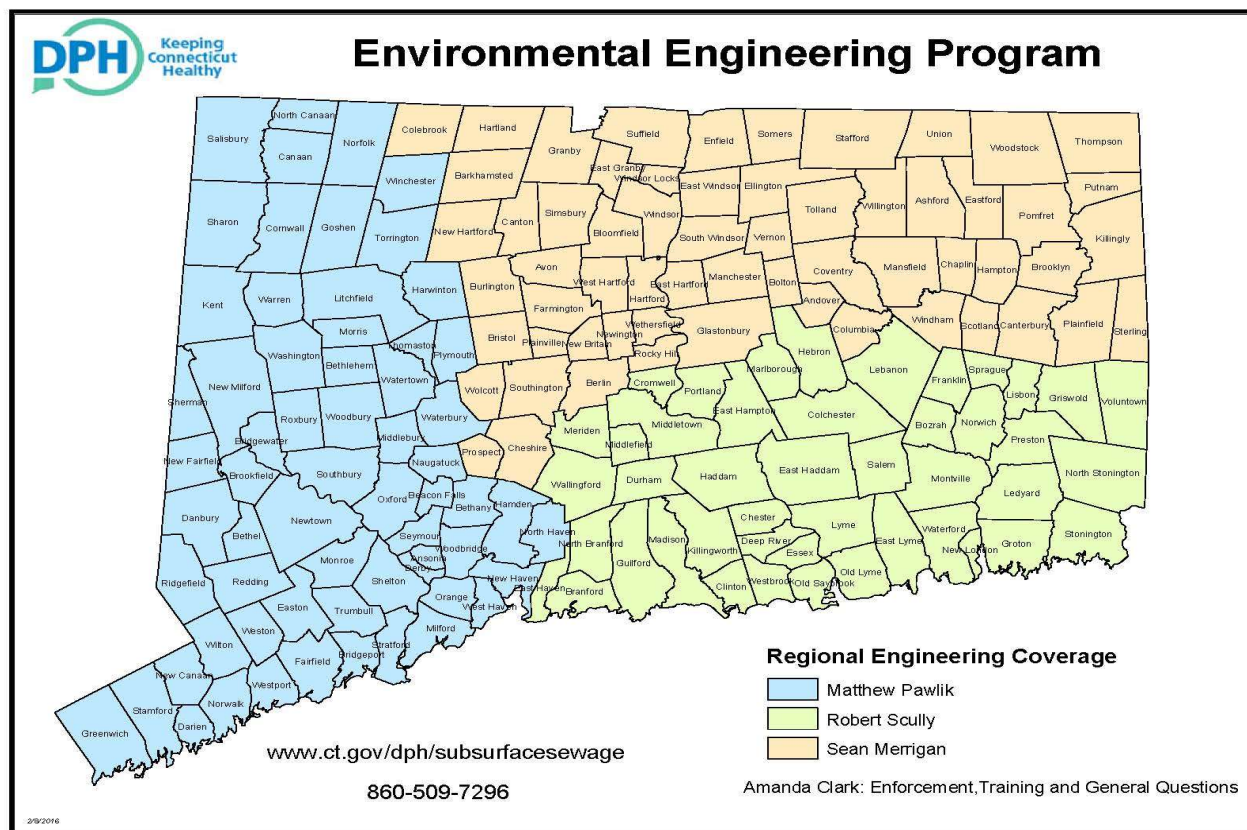 DPH
Keeping
Connecticut
Healthy
Environmental Engineering Program
Salisbury
North Canaan
Canaan
Norfolk
Colebrook
Hartland
Granby
Suffield
East Granby
Windsor Locks
Enfield
Somers
Stafford
Union
Woodstock
Thompson
Winchester
Barkhamsted
East Windsor
Ellington
Putnam
Sharon
Cornwall
Goshen
Torrington
New Hartford
Canton
Simsbury
Bloomfield
Windsor
South Windsor
Vernon
Tolland
Willington
Ashford
Eastford
Pomfret
Killingly
Kent
Warren
Litchfield
Harwinton
Burlington
Avon
West Hartford
Hartford
East Hartford
Manchester
Bolton
Coventry
Mansfield
Chaplin
Hampton
Brooklyn
Morris
Washington
Bethlehem
Thomaston
Plymouth
Watertown
Bristol
Farmington
Plainville
New Britain
Newington
Wethersfield
Rocky Hill
Glastonbury
Andover
Columbia
Windham
Scotland
Canterbury
Plainfield
Sterling
New Milford
Sherman
Roxbury
Woodbury
Waterbury
Wolcott
Southington
Berlin
Cromwell
Portland
Marlborough
Hebron
Lebanon
Franklin
Sprague
Lisbon
Griswold
Voluntown
Bridgewater
Middlebury
Naugatuck
Prospect
Cheshire
Meriden
Middlefield
Middletown
East Hampton
Colchester
Bozrah
Norwich
Preston
New Fairfield
Brookfield
Southbury
Oxford
Beacon Falls
Bethany
Hamden
Wallingford
Durham
Haddam
East Haddam
Salem
Montville
Ledyard
North Stonington
Danbury
Bethel
Newtown
Monroe
Seymour
Ansonia
Derby
Woodbridge
North Haven
North Branford
Guilford
Madison
Killingworth
Chester
Deep River
Essex
Lyme
East Lyme
Waterford
New London
Groton
Stonington
Ridgefield
Redding
Easton
Trumbull
Shelton
Orange
New Haven
West Haven
East Haven
Branford
Clinton
Westbrook
Old Saybrook
Old Lyme
Wilton
Weston
Fairfield
Bridgeport
Stratford
Milford
New Canaan
Norwalk
Westport
Greenwich
Stamford
Darien
Regional Engineering Coverage
Matthew Pawlik
Robert Scully
Sean Merrigan
www.ct.gov/dph/subsurfacesewage
860-509-7296
Amanda Clark: Enforcement,Training and General Questions
2/9/2016